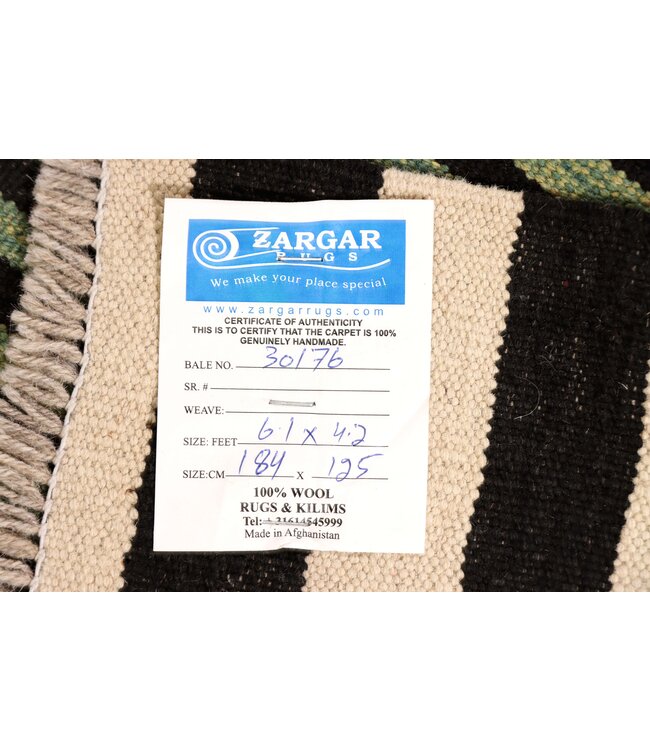 ZARGAR
RUGS
We make your place special
www.zargarrugs.com
CERTIFICATE OF AUTHENTICITY
THIS IS TO CERTIFY THAT THE CARPET IS 100%
GENUINELY HANDMADE.
BALE NO. 30176
SR. #
WEAVE:
SIZE: FEET 6.1 x 4.2
SIZE:CM 184 x 125
100% WOOL
RUGS & KILIMS
Tel: + 31614545999
Made in Afghanistan